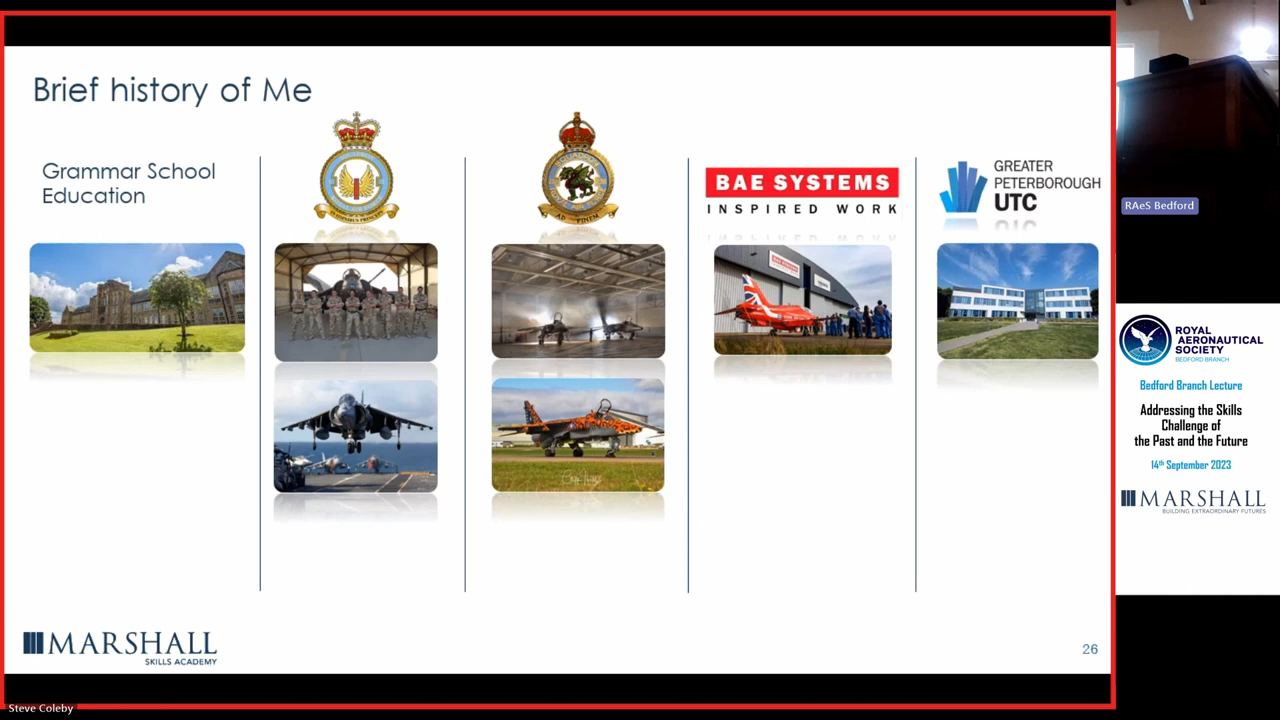 Brief history of Me
Grammar School
Education
AD FINEM
BAE SYSTEMS
INSPIRED WORK
GREATER
PETERBOROUGH
UTC
MARSHALL
SKILLS ACADEMY
26
Steve Coleby
RAeS Bedford
ROYAL
AERONAUTICAL
SOCIETY
BEDFORD BRANCH
Bedford Branch Lecture
Addressing the Skills
Challenge of
the Past and the Future
14th September 2023
MARSHALL
BUILDING EXTRAORDINARY FUTURES